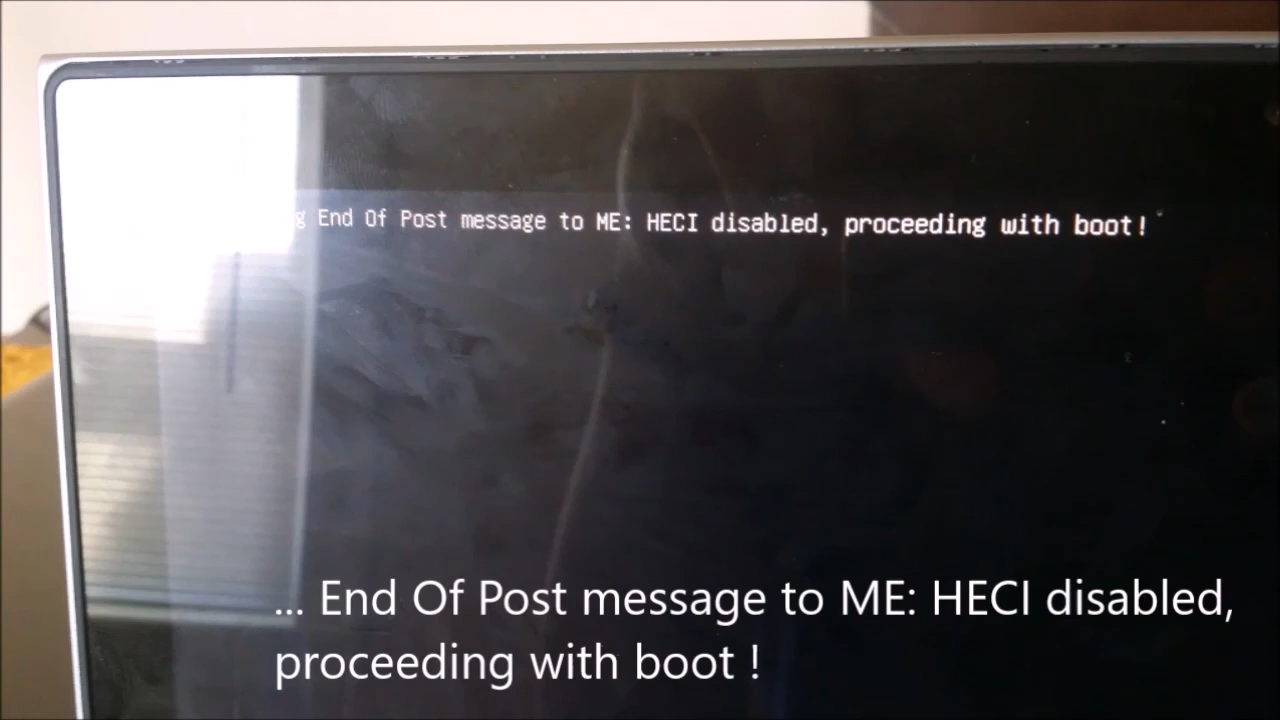 g End Of Post message to ME: HECI disabled, proceeding with boot!
... End Of Post message to ME: HECI disabled,
proceeding with boot !